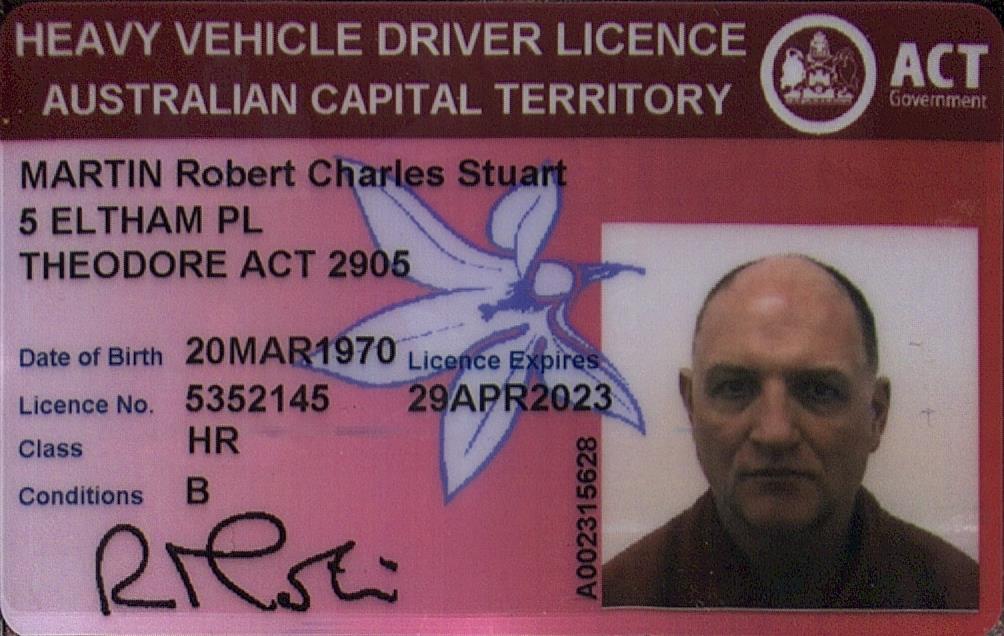 HEAVY VEHICLE DRIVER LICENCE
AUSTRALIAN CAPITAL TERRITORY
ACT
Government
MARTIN Robert Charles Stuart
5 ELTHAM PL
THEODORE ACT 2905
Date of Birth 20MAR1970 Licence Expires
Licence No. 5352145 29APR2023
Class HR
Conditions B
A002315628
R Martin